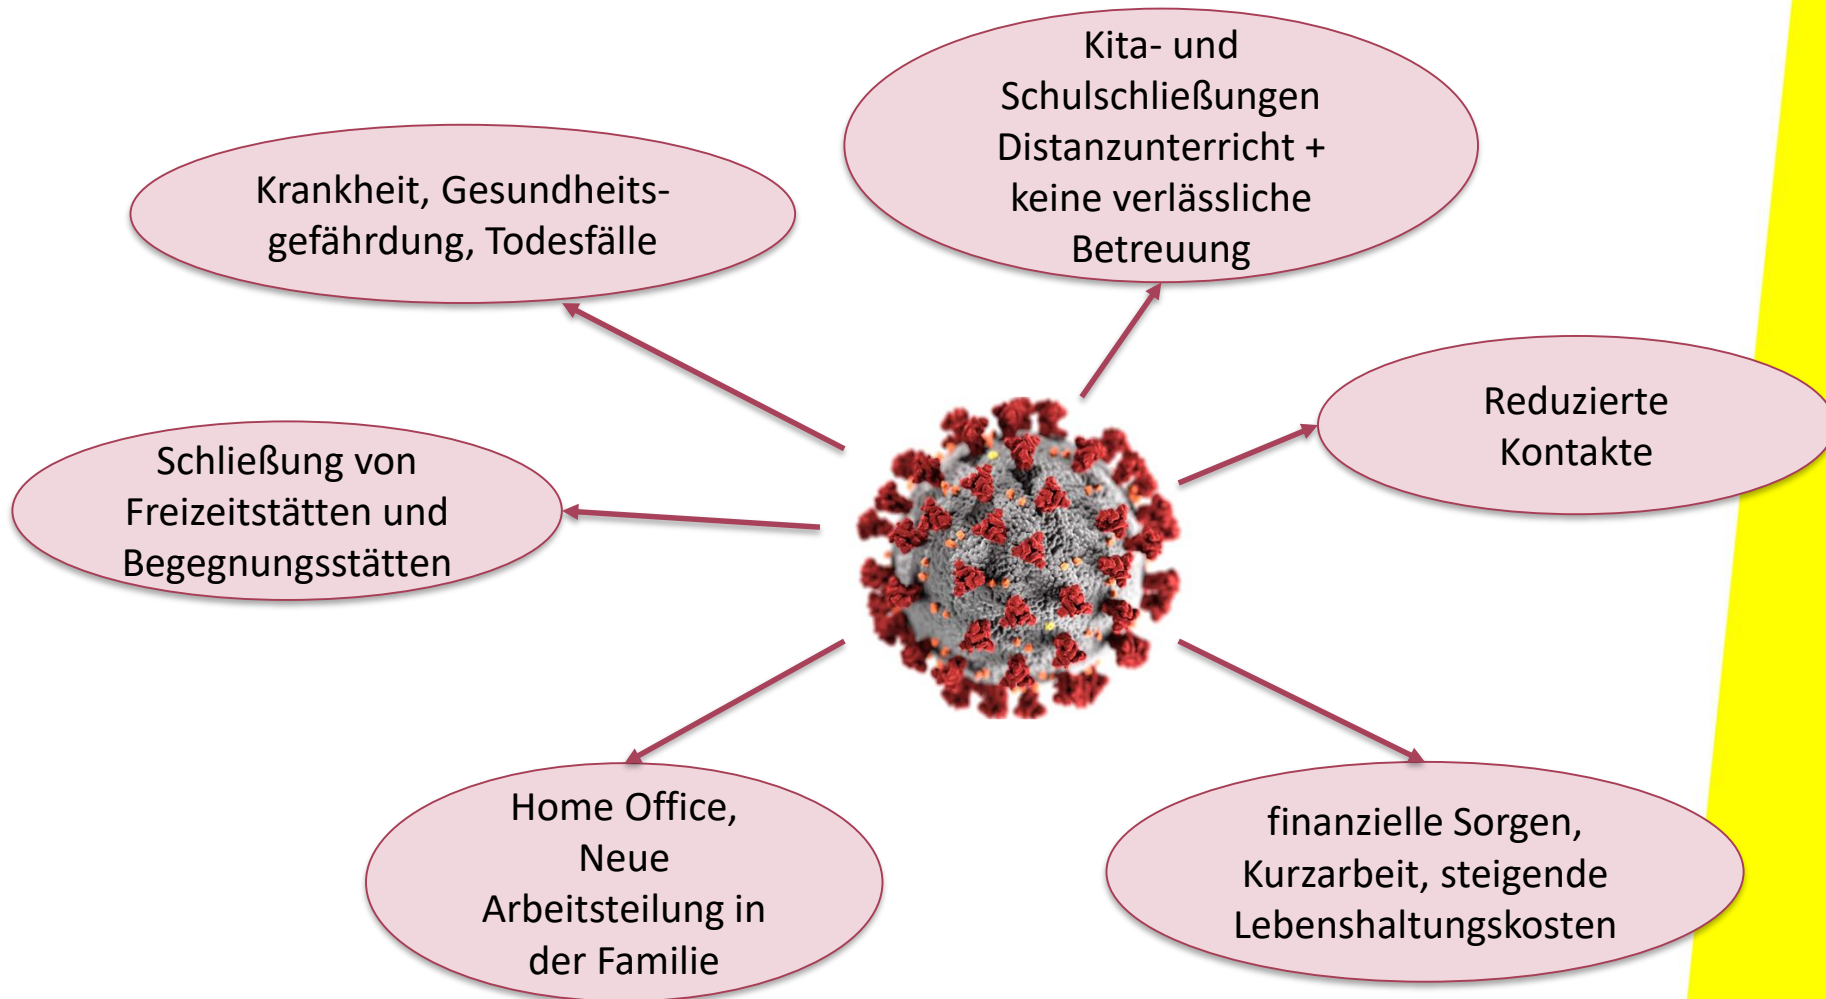 Kita- und
Schulschließungen
Distanzunterricht +
keine verlässliche
Betreuung
Krankheit, Gesundheits-
gefährdung, Todesfälle
Reduzierte
Kontakte
Schließung von
Freizeitstätten und
Begegnungsstätten
Home Office,
Neue
Arbeitsteilung in
der Familie
finanzielle Sorgen,
Kurzarbeit, steigende
Lebenshaltungskosten